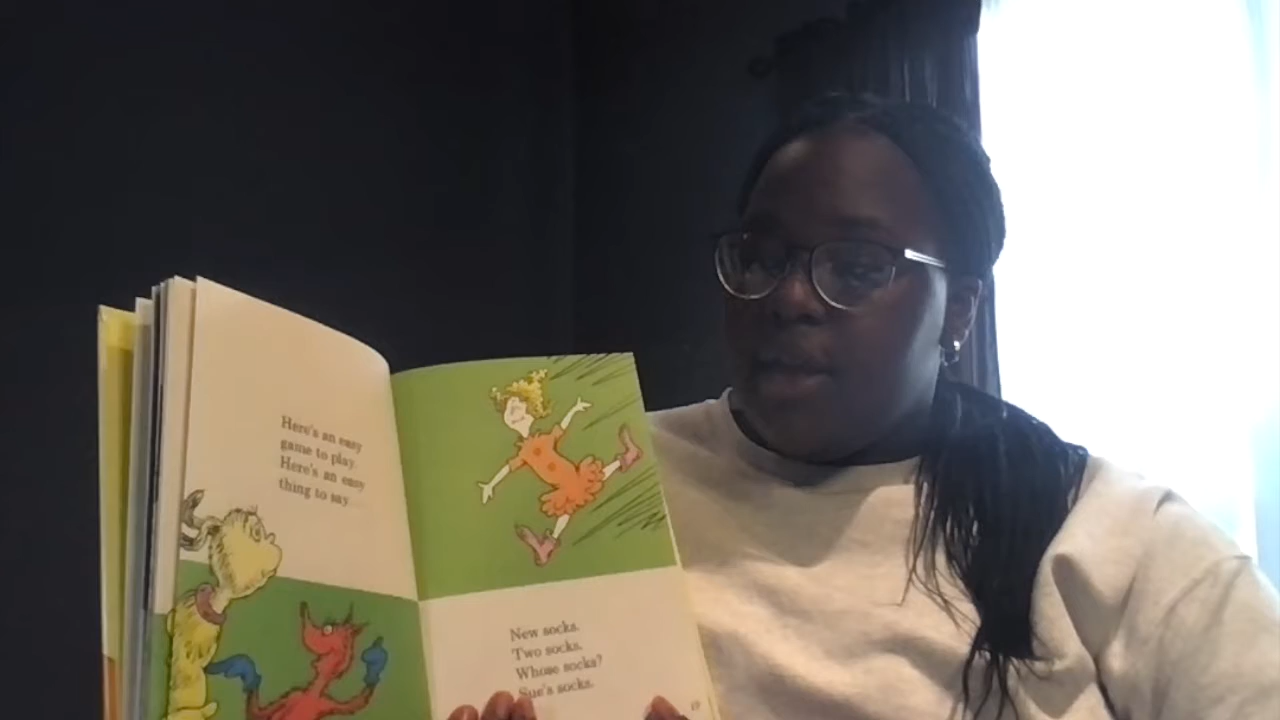 Here's an easy
game to play.
Here's an easy
thing to say....
New socks.
Two socks.
Whose socks?
Sue's socks.